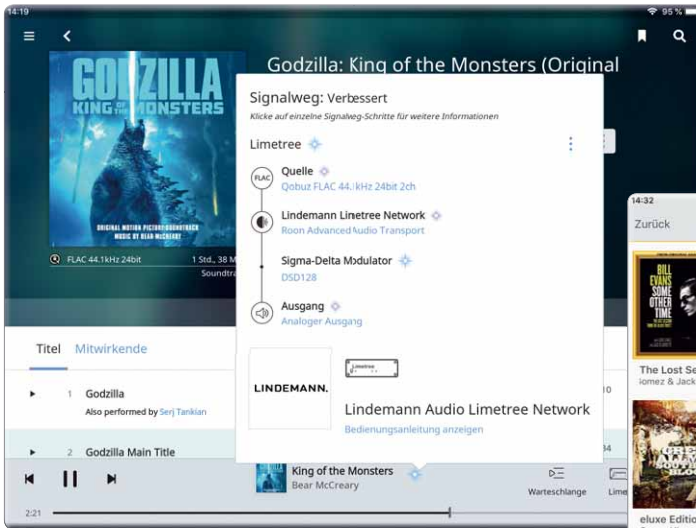 14:19
95 %
GODZILLA
KING OF THE MONSTERS
ORIGINAL MOTION PICTURE SOUNDTRACK
MUSIC BY BEAR McCREARY
FLAC 44.1kHz 24bit
1 Std., 38 M
Soundtra
Godzilla: King of the Monsters (Original
Signalweg: Verbessert
Klicke auf einzelne Signalweg-Schritte für weitere Informationen
Limetree
FLAC
Quelle
Qobuz FLAC 44.1kHz 24bit 2ch
Lindemann Limetree Network
Roon Advanced Audio Transport
Sigma-Delta Modulator
DSD128
Ausgang
Analoger Ausgang
LINDEMANN.
Limetree
Lindemann Audio Limetree Network
Bedienungsanleitung anzeigen
Titel
Mitwirkende
1
Godzilla
Also performed by Serj Tankian
2
Godzilla Main Title
King of the Monsters
Bear McCreary
Warteschlange
Lime
2:21
14:32
Zurück
BILL
EVANS
SOME
OTHER
TIME
The Lost Se
iomez & Jack
eluxe Editio